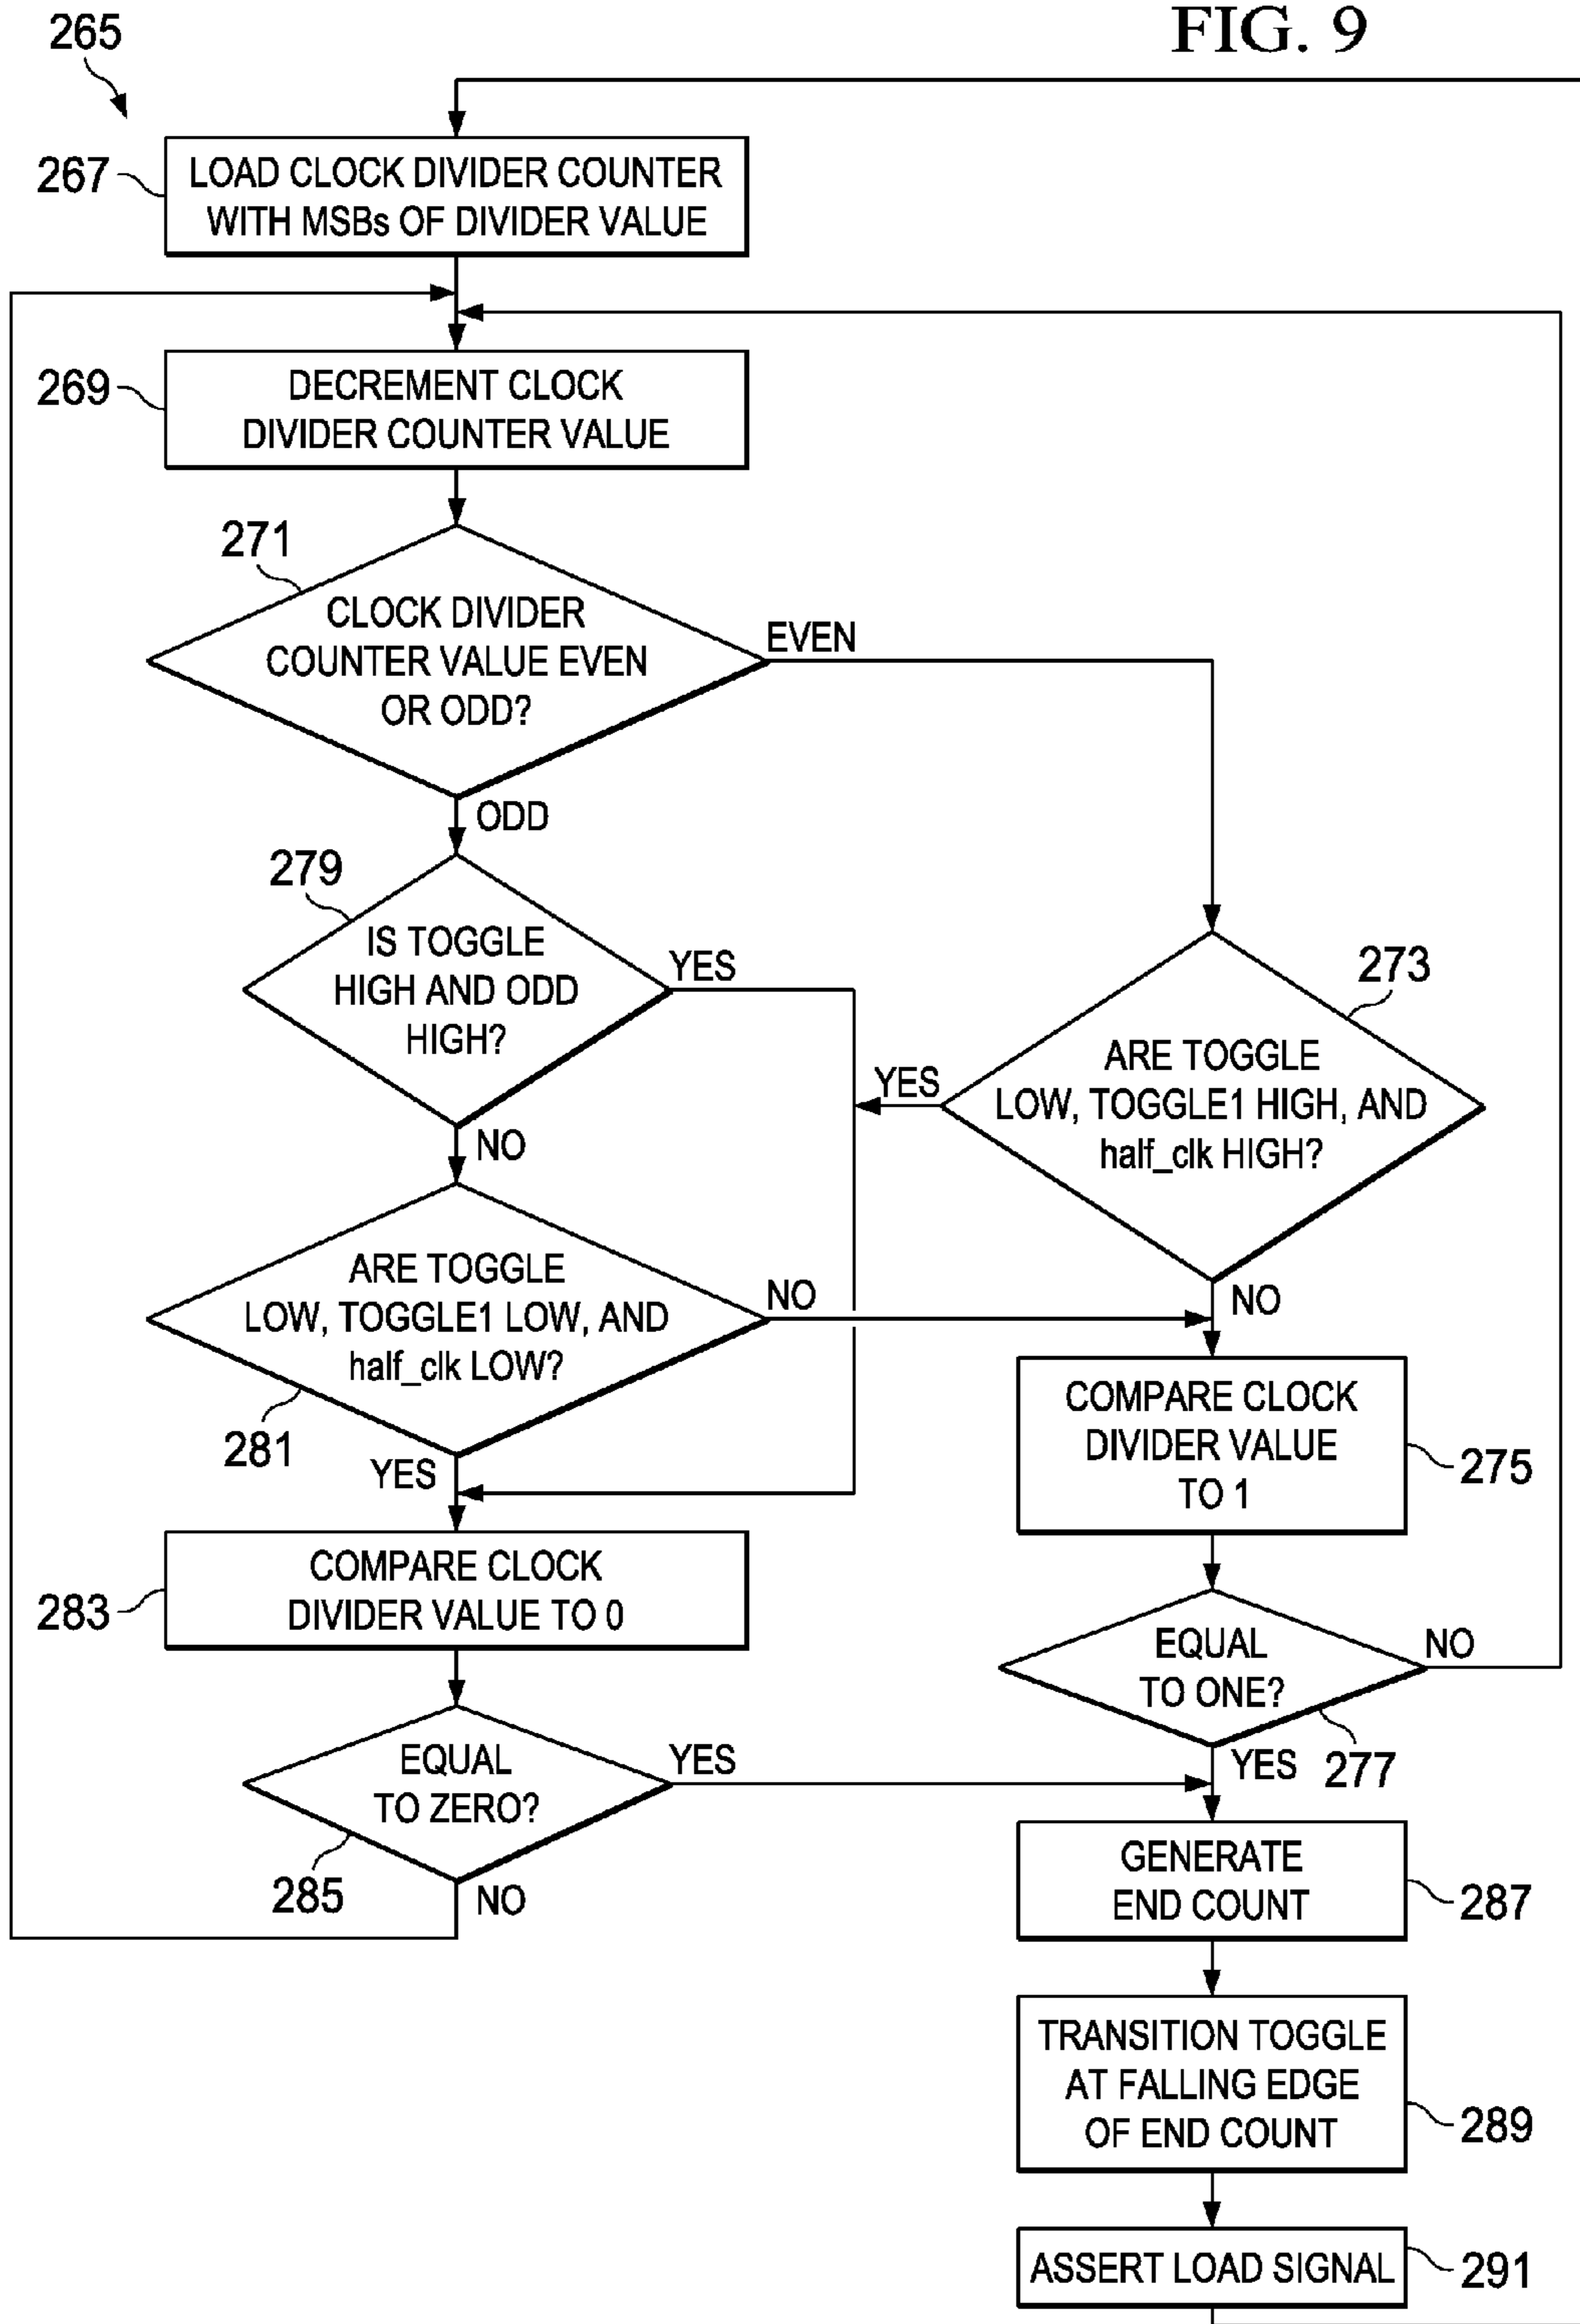 FIG. 9
265
267
LOAD CLOCK DIVIDER COUNTER
WITH MSBs OF DIVIDER VALUE
269
DECREMENT CLOCK
DIVIDER COUNTER VALUE
271
CLOCK DIVIDER
COUNTER VALUE EVEN
OR ODD?
EVEN
ODD
279
IS TOGGLE
HIGH AND ODD
HIGH?
YES
NO
273
ARE TOGGLE
LOW, TOGGLE1 HIGH, AND
half_clk HIGH?
YES
NO
ARE TOGGLE
LOW, TOGGLE1 LOW, AND
half_clk LOW?
NO
281
YES
COMPARE CLOCK
DIVIDER VALUE
TO 1
275
283
COMPARE CLOCK
DIVIDER VALUE TO 0
EQUAL
TO ONE?
NO
YES
277
EQUAL
TO ZERO?
YES
285
NO
GENERATE
END COUNT
287
TRANSITION TOGGLE
AT FALLING EDGE
OF END COUNT
289
ASSERT LOAD SIGNAL
291